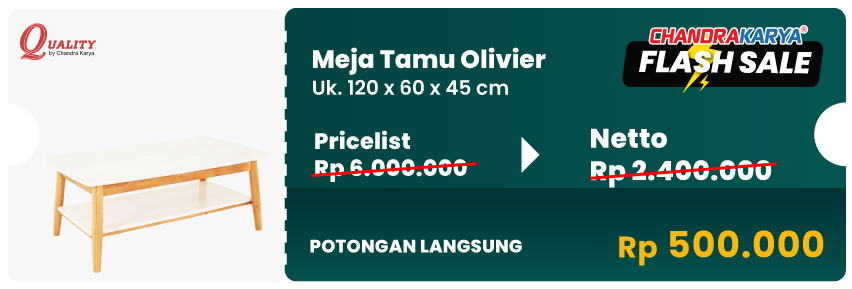 QUALITY
by Chandra Karya
Meja Tamu Olivier
Uk. 120 x 60 x 45 cm
CHANDRAKARYA®
FLASH SALE
Pricelist
Rp 6.000.000
Netto
Rp 2.400.000
POTONGAN LANGSUNG
Rp 500.000